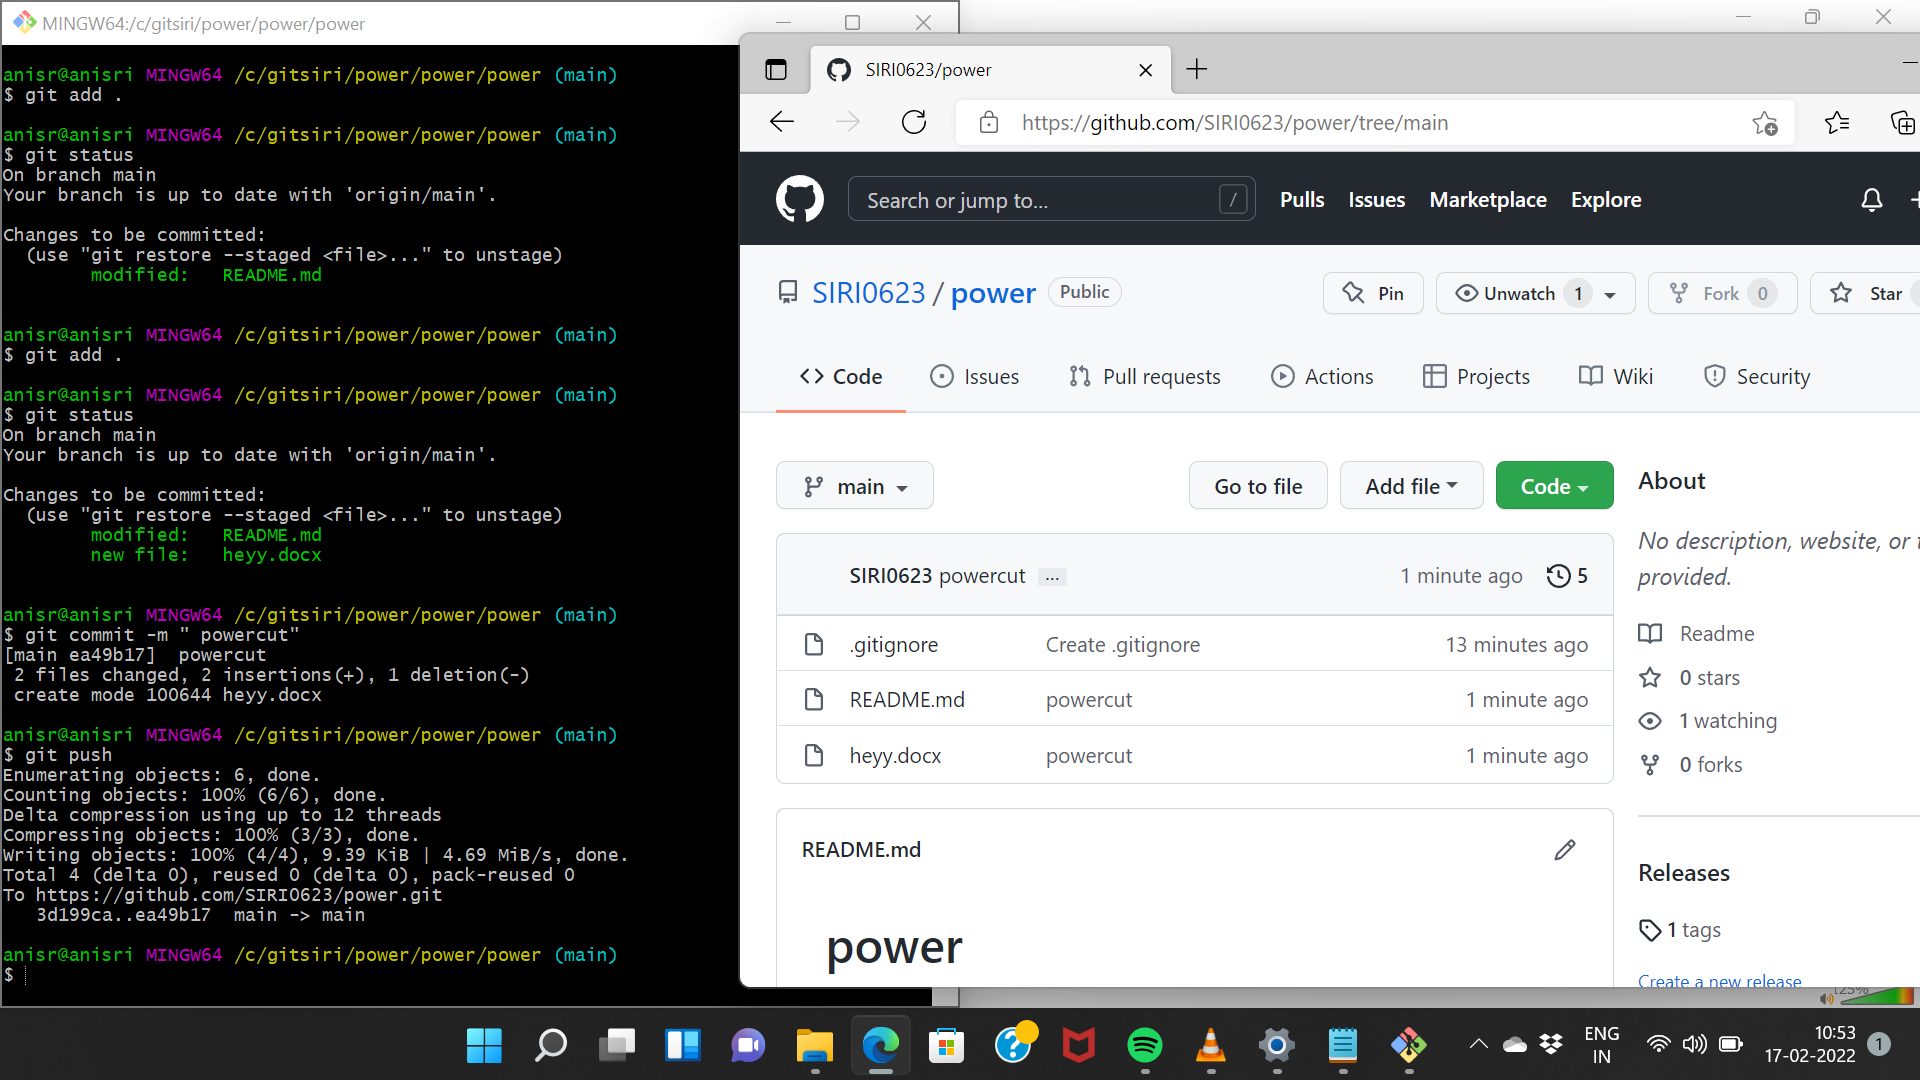 MINGW64:/c/gitsiri/power/power/power
anisr@anisri MINGW64 /c/gitsiri/power/power/power (main)
$ git add .
anisr@anisri MINGW64 /c/gitsiri/power/power/power (main)
$ git status
On branch main
Your branch is up to date with 'origin/main'.
Changes to be committed:
(use "git restore --staged <file>..." to unstage)
modified: README.md
anisr@anisri MINGW64 /c/gitsiri/power/power/power (main)
$ git add .
anisr@anisri MINGW64 /c/gitsiri/power/power/power (main)
$ git status
On branch main
Your branch is up to date with 'origin/main'.
Changes to be committed:
(use "git restore --staged <file>..." to unstage)
modified: README.md
new file: heyy.docx
anisr@anisri MINGW64 /c/gitsiri/power/power/power (main)
$ git commit -m " powercut"
[main ea49b17] powercut
2 files changed, 2 insertions(+), 1 deletion(-)
create mode 100644 heyy.docx
anisr@anisri MINGW64 /c/gitsiri/power/power/power (main)
$ git push
Enumerating objects: 6, done.
Counting objects: 100% (6/6), done.
Delta compression using up to 12 threads
Compressing objects: 100% (3/3), done.
Writing objects: 100% (4/4), 9.39 KiB | 4.69 MiB/s, done.
Total 4 (delta 0), reused 0 (delta 0), pack-reused 0
To https://github.com/SIRI0623/power.git
3d199ca..ea49b17 main -> main
anisr@anisri MINGW64 /c/gitsiri/power/power/power (main)
$
SIRI0623/power
https://github.com/SIRI0623/power/tree/main
Search or jump to... / Pulls Issues Marketplace Explore
SIRI0623 / power Public Pin Unwatch 1 Fork 0 Star
Code Issues Pull requests Actions Projects Wiki Security
main Go to file Add file Code
SIRI0623 powercut ... 1 minute ago 5
.gitignore Create .gitignore 13 minutes ago
README.md powercut 1 minute ago
heyy.docx powercut 1 minute ago
README.md
power
About
No description, website, or
provided.
Readme
0 stars
1 watching
0 forks
Releases
1 tags
Create a new release
125%
ENG
IN
10:53
17-02-2022
1